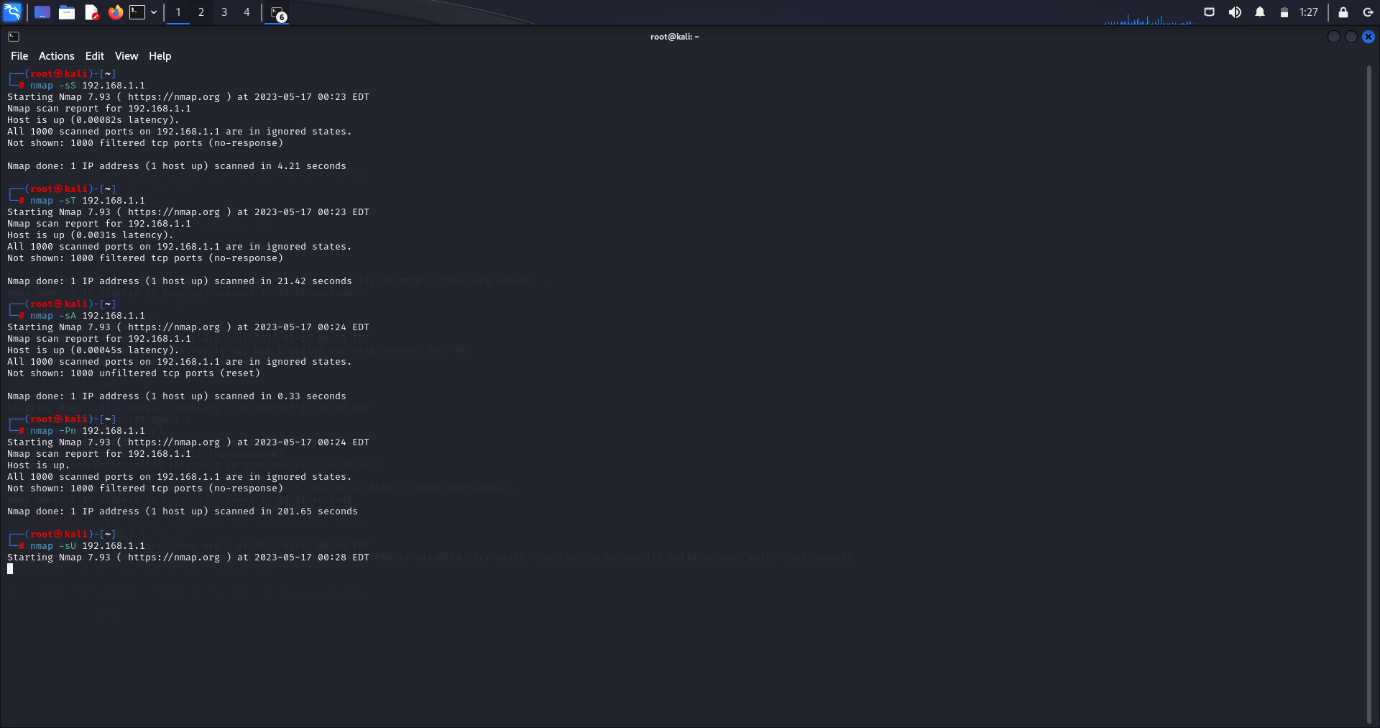 1 2 3 4 6 1:27
root@kali: ~
File Actions Edit View Help
┌──(root㉿kali)-[~]
└─# nmap -sS 192.168.1.1
Starting Nmap 7.93 ( https://nmap.org ) at 2023-05-17 00:23 EDT
Nmap scan report for 192.168.1.1
Host is up (0.00082s latency).
All 1000 scanned ports on 192.168.1.1 are in ignored states.
Not shown: 1000 filtered tcp ports (no-response)
Nmap done: 1 IP address (1 host up) scanned in 4.21 seconds
┌──(root㉿kali)-[~]
└─# nmap -sT 192.168.1.1
Starting Nmap 7.93 ( https://nmap.org ) at 2023-05-17 00:23 EDT
Nmap scan report for 192.168.1.1
Host is up (0.0031s latency).
All 1000 scanned ports on 192.168.1.1 are in ignored states.
Not shown: 1000 filtered tcp ports (no-response)
Nmap done: 1 IP address (1 host up) scanned in 21.42 seconds
┌──(root㉿kali)-[~]
└─# nmap -sA 192.168.1.1
Starting Nmap 7.93 ( https://nmap.org ) at 2023-05-17 00:24 EDT
Nmap scan report for 192.168.1.1
Host is up (0.00045s latency).
All 1000 scanned ports on 192.168.1.1 are in ignored states.
Not shown: 1000 unfiltered tcp ports (reset)
Nmap done: 1 IP address (1 host up) scanned in 0.33 seconds
┌──(root㉿kali)-[~]
└─# nmap -Pn 192.168.1.1
Starting Nmap 7.93 ( https://nmap.org ) at 2023-05-17 00:24 EDT
Nmap scan report for 192.168.1.1
Host is up.
All 1000 scanned ports on 192.168.1.1 are in ignored states.
Not shown: 1000 filtered tcp ports (no-response)
Nmap done: 1 IP address (1 host up) scanned in 201.65 seconds
┌──(root㉿kali)-[~]
└─# nmap -sU 192.168.1.1
Starting Nmap 7.93 ( https://nmap.org ) at 2023-05-17 00:28 EDT